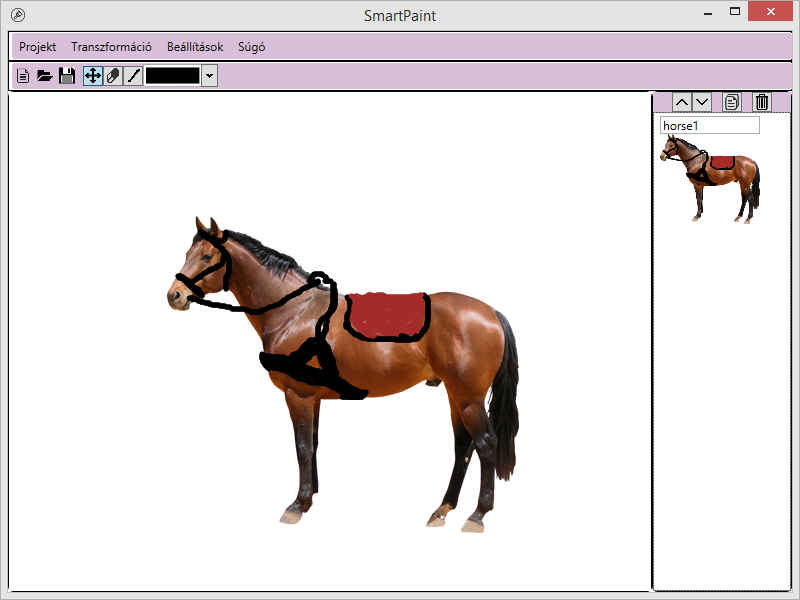 SmartPaint
Projekt Transzformáció Beállítások Súgó
horse1